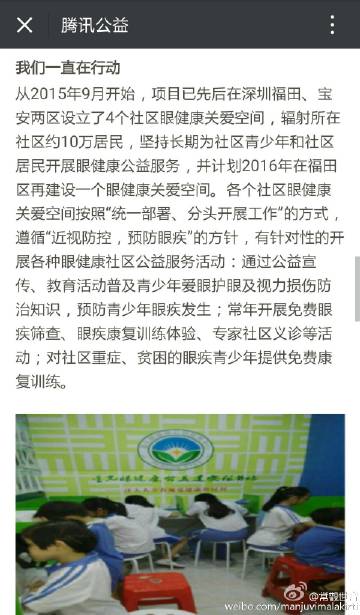 腾讯公益
我们一直在行动
从2015年9月开始，项目已先后在深圳福田、宝
安两区设立了4个社区眼健康关爱空间，辐射所在
社区约10万居民，坚持长期为社区青少年和社区
居民开展眼健康公益服务，并计划2016年在福田
区再建设一个眼健康关爱空间。各个社区眼健康
关爱空间按照“统一部署、分头开展工作”的方式，
遵循“近视防控，预防眼疾”的方针，有针对性的开
展各种眼健康社区公益服务活动：通过公益宣
传、教育活动普及青少年爱眼护眼及视力损伤防
治知识，预防青少年眼疾发生；常年开展免费眼
疾筛查、眼疾康复训练体验、专家社区义诊等活
动；对社区重症、贫困的眼疾青少年提供免费康
复训练。
weibo.com/manjuvimala